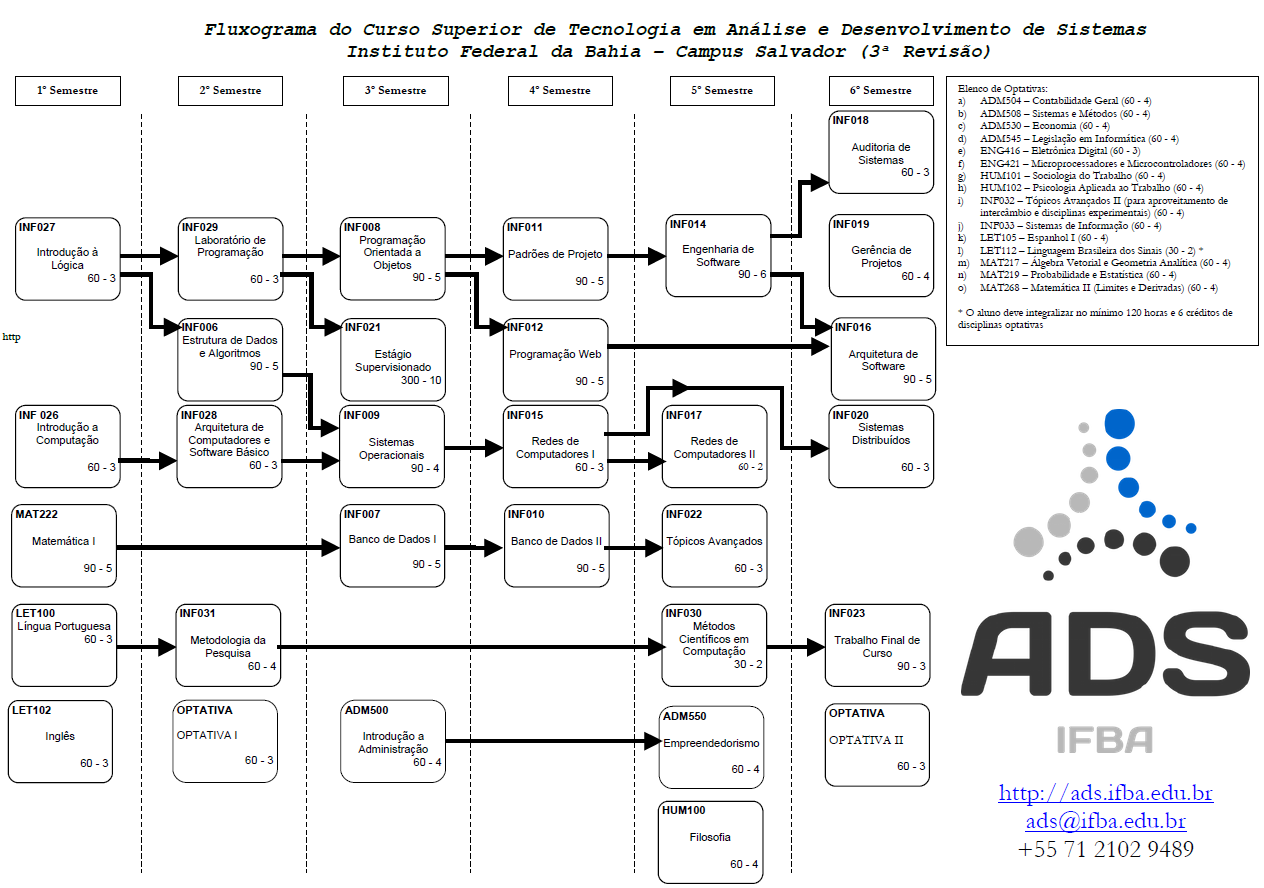 Fluxograma do Curso Superior de Tecnologia em Análise e Desenvolvimento de Sistemas
Instituto Federal da Bahia – Campus Salvador (3ª Revisão)
1º Semestre
2º Semestre
3º Semestre
4º Semestre
5º Semestre
6º Semestre
http
INF027
Introdução à
Lógica
60 - 3
INF 026
Introdução a
Computação
60 - 3
MAT222
Matemática I
90 - 5
LET100
Língua Portuguesa
60 - 3
LET102
Inglês
60 - 3
INF029
Laboratório de
Programação
60 - 3
INF006
Estrutura de Dados
e Algoritmos
90 - 5
INF028
Arquitetura de
Computadores e
Software Básico
60 - 3
INF031
Metodologia da
Pesquisa
60 - 4
OPTATIVA
OPTATIVA I
60 - 3
INF008
Programação
Orientada a
Objetos
90 - 5
INF021
Estágio
Supervisionado
300 - 10
INF009
Sistemas
Operacionais
90 - 4
INF007
Banco de Dados I
90 - 5
ADM500
Introdução a
Administração
60 - 4
INF011
Padrões de Projeto
90 - 5
INF012
Programação Web
90 - 5
INF015
Redes de
Computadores I
60 - 3
INF010
Banco de Dados II
90 - 5
INF014
Engenharia de
Software
90 - 6
INF017
Redes de
Computadores II
60 - 2
INF022
Tópicos Avançados
60 - 3
INF030
Métodos
Científicos em
Computação
30 - 2
ADM550
Empreendedorismo
60 - 4
HUM100
Filosofia
60 - 4
INF018
Auditoria de
Sistemas
60 - 3
INF019
Gerência de
Projetos
60 - 4
INF016
Arquitetura de
Software
90 - 5
INF020
Sistemas
Distribuídos
60 - 3
INF023
Trabalho Final de
Curso
90 - 3
OPTATIVA
OPTATIVA II
60 - 3
Elenco de Optativas:
a) ADM504 – Contabilidade Geral (60 - 4)
b) ADM508 – Sistemas e Métodos (60 - 4)
c) ADM530 – Economia (60 - 4)
d) ADM545 – Legislação em Informática (60 - 4)
e) ENG416 – Eletrônica Digital (60 - 3)
f) ENG421 – Microprocessadores e Microcontroladores (60 - 4)
g) HUM101 – Sociologia do Trabalho (60 - 4)
h) HUM102 – Psicologia Aplicada ao Trabalho (60 - 4)
i) INF032 – Tópicos Avançados II (para aproveitamento de
intercâmbio e disciplinas experimentais) (60 - 4)
j) INF033 – Sistemas de Informação (60 - 4)
k) LET105 – Espanhol I (60 - 4)
l) LET112 – Linguagem Brasileira dos Sinais (30 - 2) *
m) MAT217 – Álgebra Vetorial e Geometria Analítica (60 - 4)
n) MAT219 – Probabilidade e Estatística (60 - 4)
o) MAT268 – Matemática II (Limites e Derivadas) (60 - 4)
* O aluno deve integralizar no mínimo 120 horas e 6 créditos de
disciplinas optativas
ADS
IFBA
http://ads.ifba.edu.br
ads@ifba.edu.br
+55 71 2102 9489